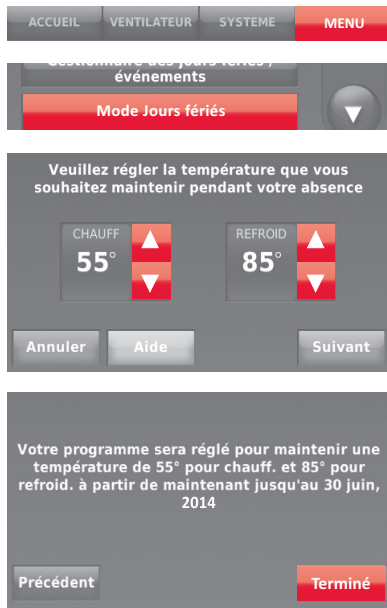 ACCUEIL VENTILATEUR SYSTEME MENU
Gestionnaire des jours fériés /
événements
Mode Jours fériés
Veuillez régler la température que vous
souhaitez maintenir pendant votre absence
CHAUFF REFROID
55° 85°
Annuler Aide Suivant
Votre programme sera réglé pour maintenir une
température de 55° pour chauff. et 85° pour
refroid. à partir de maintenant jusqu'au 30 juin,
2014
Précédent Terminé